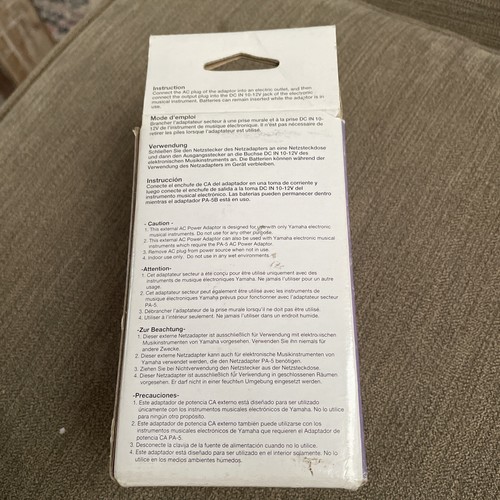 Instruction
Connect the AC plug of the adaptor into an electric outlet, and then
connect the output plug into the DC IN 10-12V jack of the electronic
musical instrument. Batteries can remain inserted while the adaptor is in
use.
Mode d'emploi
Brancher l'adaptateur secteur à une prise murale et à la prise DC IN 10-
12V de l'instrument de musique électronique. Il n'est pas nécessaire de
retirer les piles lorsque l'adaptateur est utilisé.
Verwendung
Schließen Sie den Netzstecker des Netzadapters an eine Netzsteckdose
und dann den Ausgangsstecker an die Buchse DC IN 10-12V des
elektronischen Musikinstruments an. Die Batterien können während der
Verwendung des Netzadapters im Gerät verbleiben.
Instrucción
Conecte el enchufe de CA del adaptador en una toma de corriente y
luego conecte el enchufe de salida a la toma DC IN 10-12V del
instrumento musical electrónico. Las baterías pueden permanecer dentro
mientras el adaptador PA-5B está en uso.
- Caution -
1. This external AC Power Adaptor is designed for use with only Yamaha electronic
musical instruments. Do not use for any other purpose.
2. This external AC Power Adaptor can also be used with Yamaha electronic musical
instruments which require the PA-5 AC Power Adaptor.
3. Remove AC plug from power source when not in use.
4. Indoor use only. Do not use in any wet environments.
-Attention-
1. Cet adaptateur secteur a été conçu pour être utilisé uniquement avec des
instruments de musique électroniques Yamaha. Ne jamais l'utiliser pour un autre
usage.
2. Cet adaptateur secteur peut également être utilisé avec les instruments de
musique électroniques Yamaha prévus pour fonctionner avec l'adaptateur secteur
PA-5.
3. Débrancher l'adaptateur de la prise murale lorsqu'il ne doit pas être utilisé.
4. Utiliser à l'intérieur seulement. Ne jamais l'utiliser dans un endroit humide.
-Zur Beachtung-
1. Dieser externe Netzadapter ist ausschließlich für Verwendung mit elektronischen
Musikinstrumenten von Yamaha vorgesehen. Verwenden Sie ihn niemals für
andere Zwecke.
2. Dieser externe Netzadapter kann auch für elektronische Musikinstrumenten von
Yamaha verwendet werden, die den Netzadapter PA-5 benötigen.
3. Ziehen Sie bei Nichtverwendung den Netzstecker aus der Netzsteckdose.
4. Dieser Netzadapter ist ausschließlich für Verwendung in geschlossenen Räumen
vorgesehen. Er darf nicht in einer feuchten Umgebung eingesetzt werden.
-Precauciones-
1. Este adaptador de potencia CA externo está diseñado para ser utilizado
únicamente con los instrumentos musicales electrónicos de Yamaha. No lo utilice
para ningún otro propósito.
2. Este adaptador de potencia CA externo también puede utilizarse con los
instrumentos musicales electrónicos de Yamaha que requieren el Adaptador de
potencia CA PA-5.
3. Desconecte la clavija de la fuente de alimentación cuando no lo utilice.
4. Este adaptador está diseñado para ser utilizado en el interior solamente. No lo
utilice en los medios ambientes húmedos.